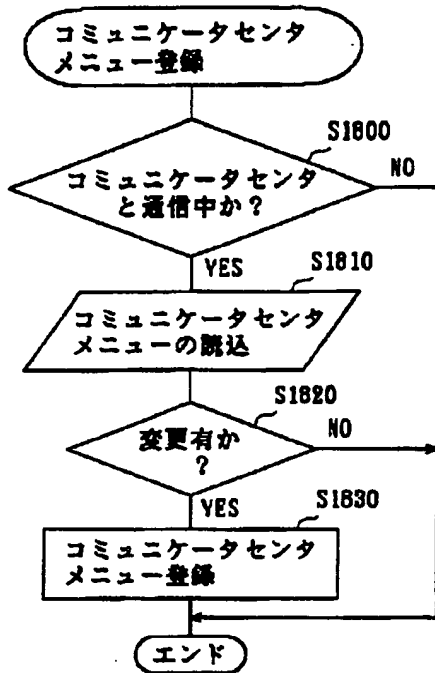 コミュニケータセンタ
メニュー登録
S1800
NO
コミュニケータセンタ
と通信中か?
YES
S1810
コミュニケータセンタ
メニューの読込
S1820
NO
変更有か
?
YES
S1830
コミュニケータセンタ
メニュー登録
エンド